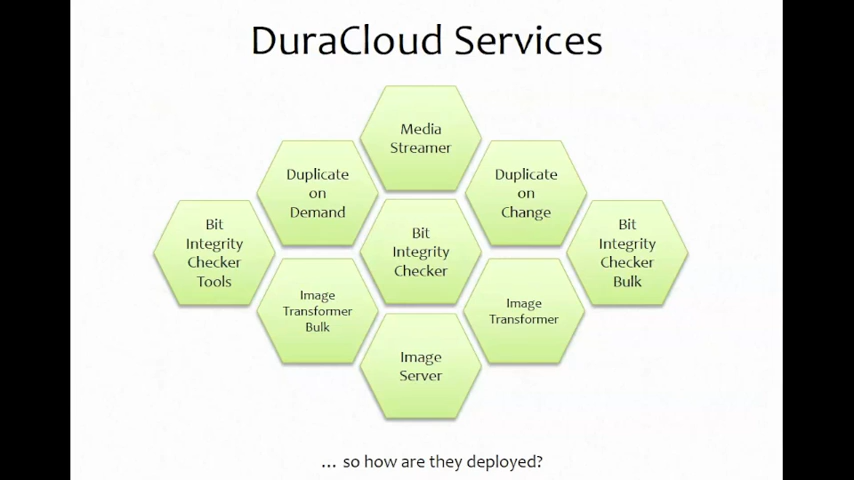 DuraCloud Services
Media
Streamer
Duplicate
on
Demand
Duplicate
on
Change
Bit
Integrity
Checker
Tools
Bit
Integrity
Checker
Bit
Integrity
Checker
Bulk
Image
Transformer
Bulk
Image
Transformer
Image
Server
... so how are they deployed?